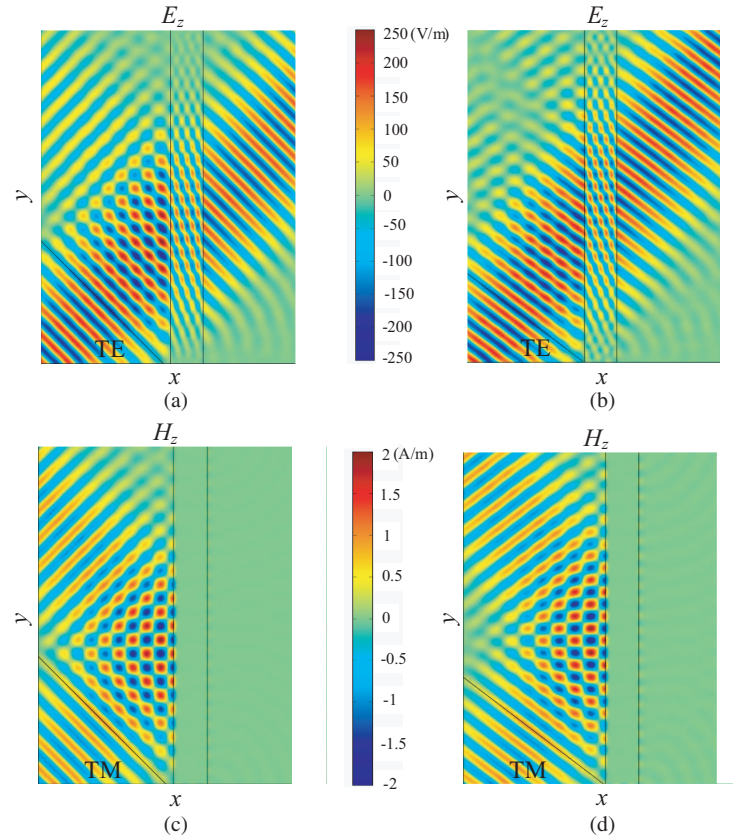 E_z
E_z
250 (V/m)
200
150
100
50
0
-50
-100
-150
-200
-250
y
y
TE
TE
x
x
(a)
(b)
H_z
H_z
2 (A/m)
1.5
1
0.5
0
-0.5
-1
-1.5
-2
y
y
TM
TM
x
x
(c)
(d)